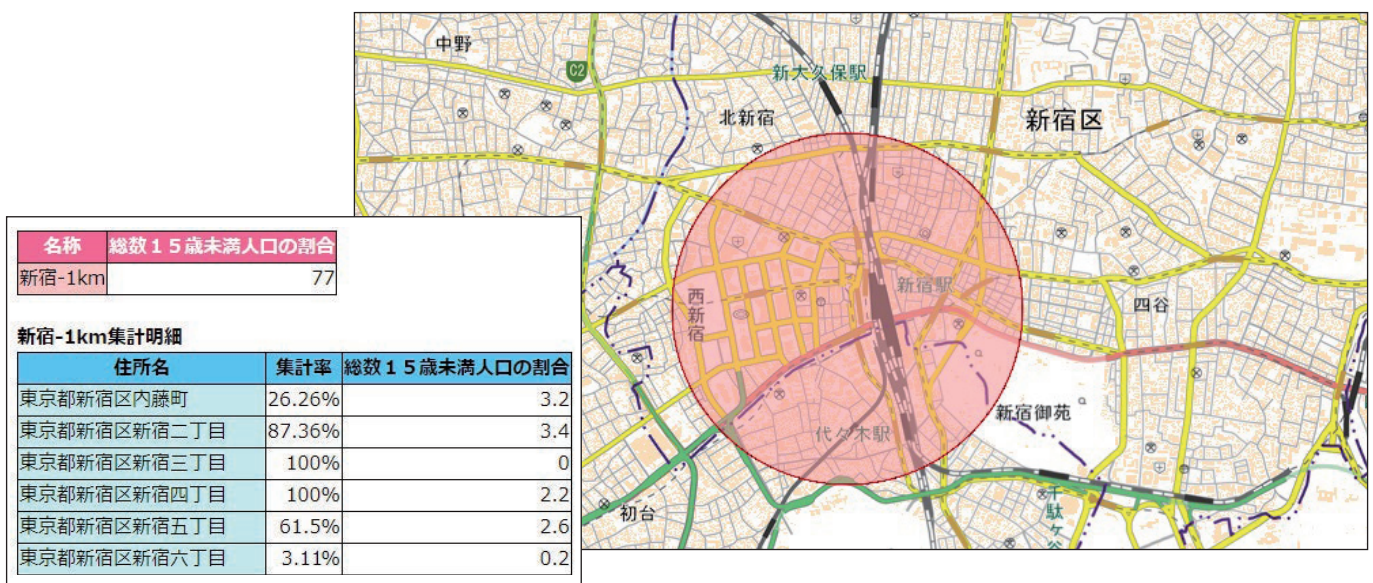 中野
C2
新大久保駅
北新宿
新宿区
西新宿
新宿駅
四谷
新宿御苑
代々木駅
初台
千駄ヶ谷
名称 総数15歳未満人口の割合
新宿-1km 77
新宿-1km集計明細
住所名 集計率 総数15歳未満人口の割合
東京都新宿区内藤町 26.26% 3.2
東京都新宿区新宿二丁目 87.36% 3.4
東京都新宿区新宿三丁目 100% 0
東京都新宿区新宿四丁目 100% 2.2
東京都新宿区新宿五丁目 61.5% 2.6
東京都新宿区新宿六丁目 3.11% 0.2